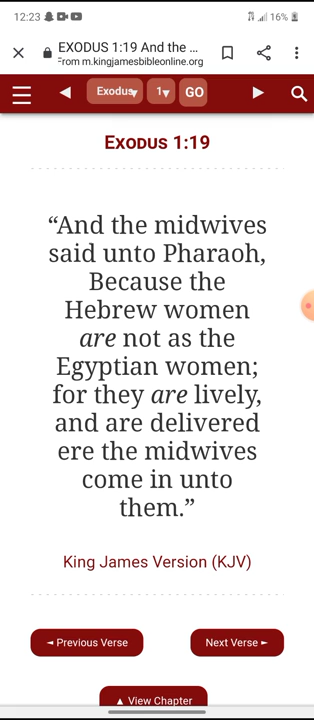 12:23 16%
EXODUS 1:19 And the ...
From m.kingjamesbibleonline.org
Exodus 1 GO
EXODUS 1:19
“And the midwives
said unto Pharaoh,
Because the
Hebrew women
are not as the
Egyptian women;
for they are lively,
and are delivered
ere the midwives
come in unto
them.”
King James Version (KJV)
◄ Previous Verse Next Verse ►
▲ View Chapter